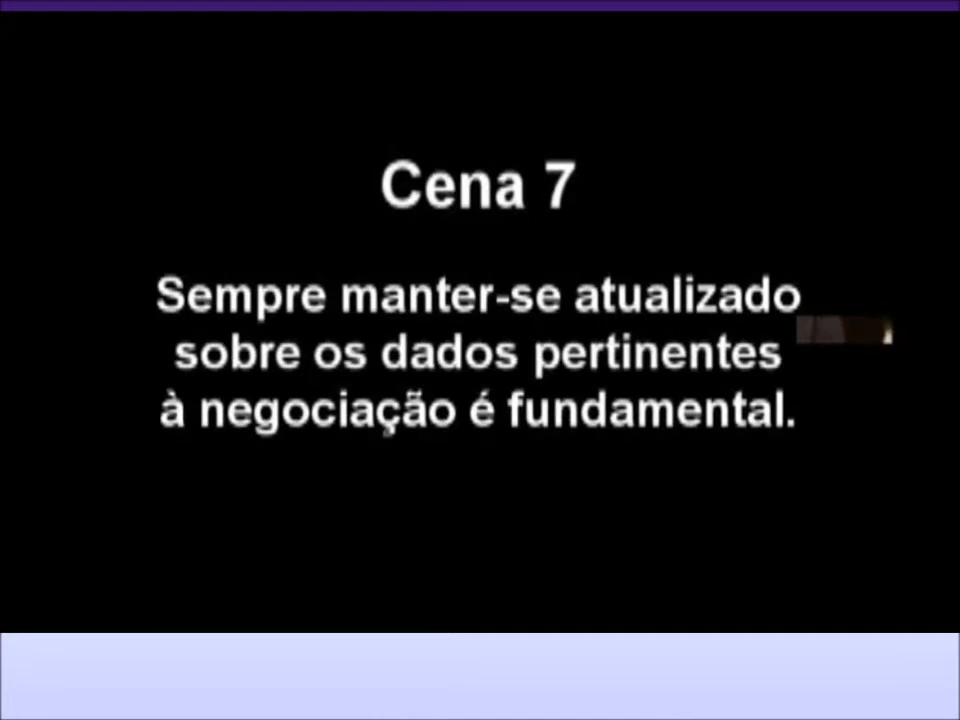 Cena 7
Sempre manter-se atualizado
sobre os dados pertinentes
à negociação é fundamental.